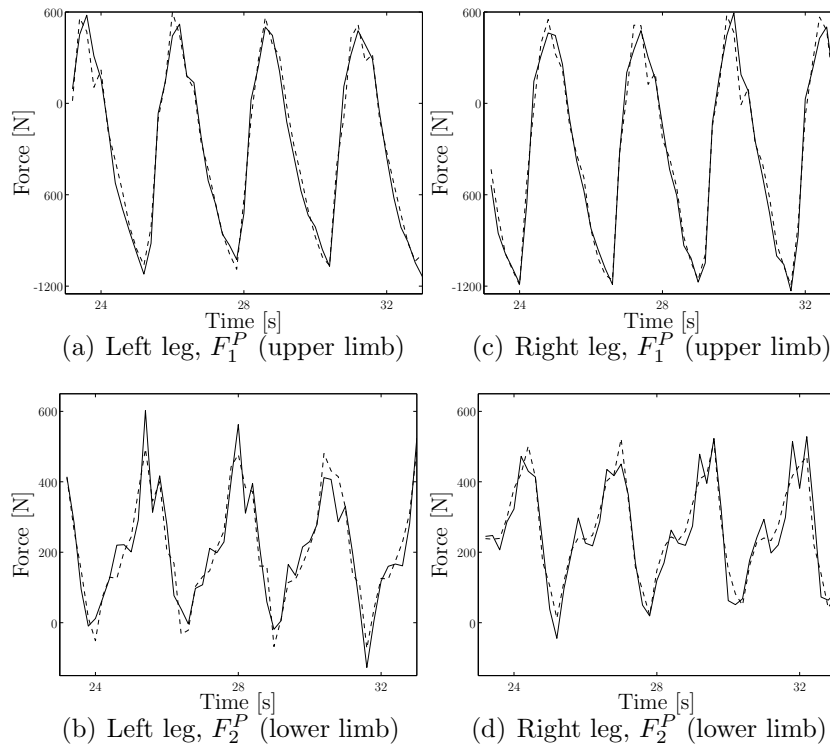 600
0
600
-1200
Force [N]
24
28
32
Time [s]
(a) Left leg, F_1^P (upper limb)
600
0
600
-1200
Force [N]
24
28
32
Time [s]
(c) Right leg, F_1^P (upper limb)
600
400
200
0
Force [N]
24
28
32
Time [s]
(b) Left leg, F_2^P (lower limb)
600
400
200
0
Force [N]
24
28
32
Time [s]
(d) Right leg, F_2^P (lower limb)